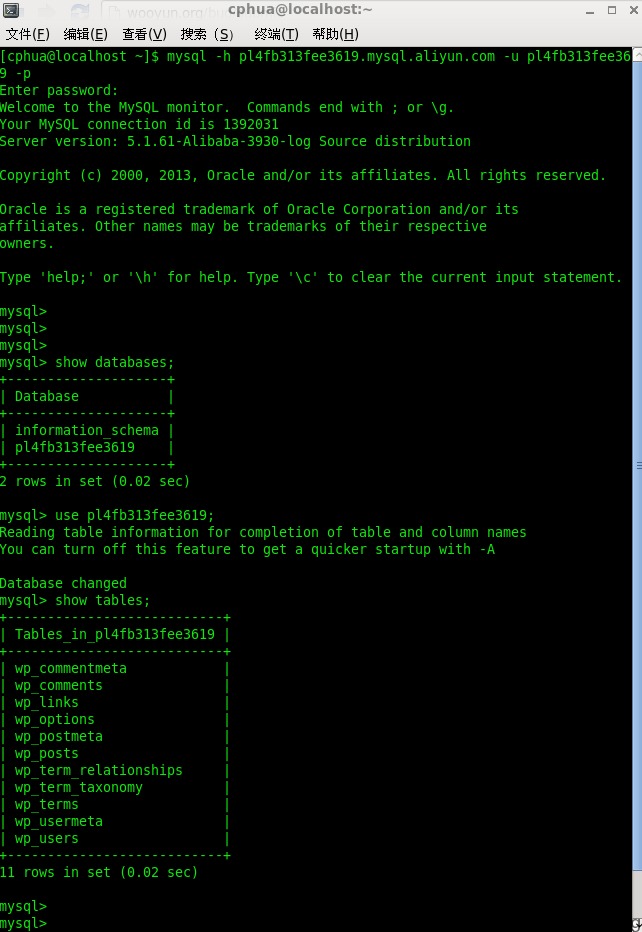 cphua@localhost:~
文件(F) 编辑(E) 查看(V) 搜索 (S) 终端(T) 帮助(H)
[cphua@localhost ~]$ mysql -h pl4fb313fee3619.mysql.aliyun.com -u pl4fb313fee361
9 -p
Enter password:
Welcome to the MySQL monitor.  Commands end with ; or \g.
Your MySQL connection id is 1392031
Server version: 5.1.61-Alibaba-3930-log Source distribution
Copyright (c) 2000, 2013, Oracle and/or its affiliates. All rights reserved.
Oracle is a registered trademark of Oracle Corporation and/or its
affiliates. Other names may be trademarks of their respective
owners.
Type 'help;' or '\h' for help. Type '\c' to clear the current input statement.
mysql>
mysql>
mysql>
mysql> show databases;
+--------------------+
| Database           |
+--------------------+
| information_schema |
| pl4fb313fee3619    |
+--------------------+
2 rows in set (0.02 sec)
mysql> use pl4fb313fee3619;
Reading table information for completion of table and column names
You can turn off this feature to get a quicker startup with -A
Database changed
mysql> show tables;
+---------------------------+
| Tables_in_pl4fb313fee3619 |
+---------------------------+
| wp_commentmeta            |
| wp_comments               |
| wp_links                  |
| wp_options                |
| wp_postmeta               |
| wp_posts                  |
| wp_term_relationships     |
| wp_term_taxonomy          |
| wp_terms                  |
| wp_usermeta               |
| wp_users                  |
+---------------------------+
11 rows in set (0.02 sec)
mysql>
mysql>